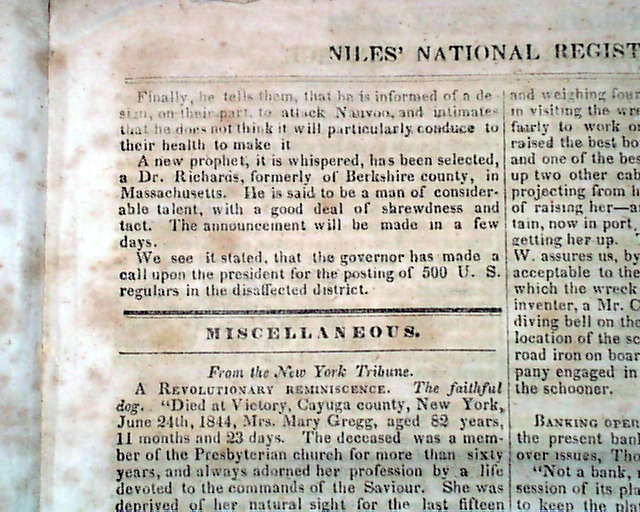 NILES' NATIONAL REGIST
Finally, he tells them, that he is informed of a de
sign, on their part, to attack Nauvoo, and intimates
that he does not think it will particularly conduce to
their health to make it
A new prophet, it is whispered, has been selected,
a Dr. Richards, formerly of Berkshire county, in
Massachusetts. He is said to be a man of consider-
able talent, with a good deal of shrewdness and
tact. The announcement will be made in a few
days.
We see it stated, that the governor has made a
call upon the president for the posting of 500 U. S.
regulars in the disaffected district.
MISCELLANEOUS.
From the New York Tribune.
A REVOLUTIONARY REMINISCENCE. The faithful
dog. "Died at Victory, Cayuga county, New York,
June 24th, 1844, Mrs. Mary Gregg, aged 82 years,
11 months and 23 days. The deceased was a mem-
ber of the Presbyterian church for more than sixty
years, and always adorned her profession by a life
devoted to the commands of the Saviour. She was
deprived of her natural sight for the last fifteen
and weighing four
in visiting the wre
fairly to work o
raised the best bo
and one of the bes
up two other cab
projecting from h
of raising her—a
tain, now in port
getting her up.
W. assures us, by
acceptable to the
which the wreck
inventer, a Mr. C
diving bell on the
location of the sc
road iron on boar
pany engaged in
the schooner.
BANKING OPER
the present bank
over issues, Tho
"Not a bank,
session of its pl
to keep the pla